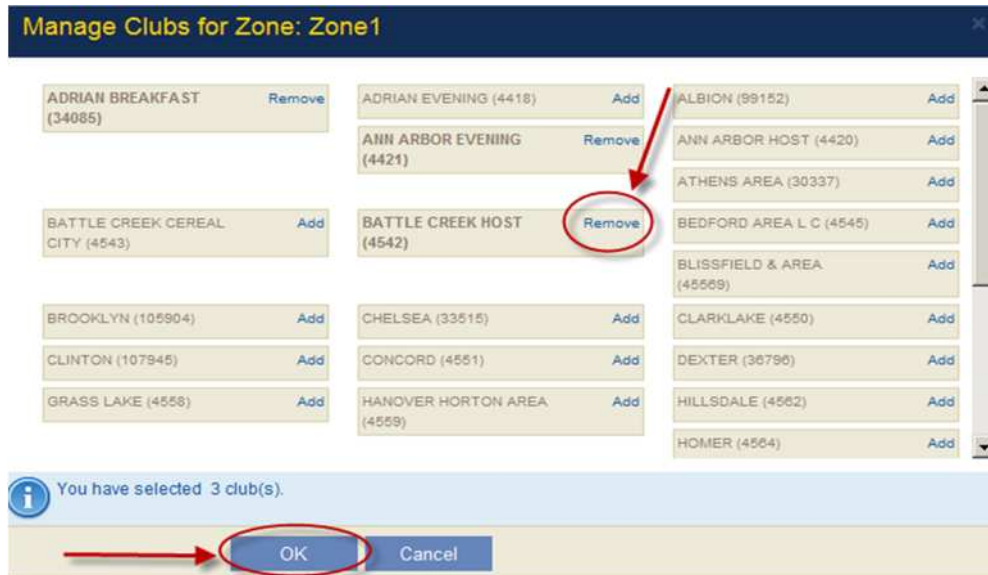 Manage Clubs for Zone: Zone1
×
ADRIAN BREAKFAST Remove
(34085)
ADRIAN EVENING (4418) Add
ALBION (99152) Add
ANN ARBOR EVENING Remove
(4421)
ANN ARBOR HOST (4420) Add
ATHENS AREA (30337) Add
BATTLE CREEK CEREAL Add
CITY (4543)
BATTLE CREEK HOST Remove
(4542)
BEDFORD AREA L C (4545) Add
BLISSFIELD & AREA Add
(45569)
BROOKLYN (105904) Add
CHELSEA (33515) Add
CLARKLAKE (4550) Add
CLINTON (107945) Add
CONCORD (4551) Add
DEXTER (36796) Add
GRASS LAKE (4558) Add
HANOVER HORTON AREA Add
(4559)
HILLSDALE (4562) Add
HOMER (4564) Add
i
You have selected 3 club(s).
OK
Cancel